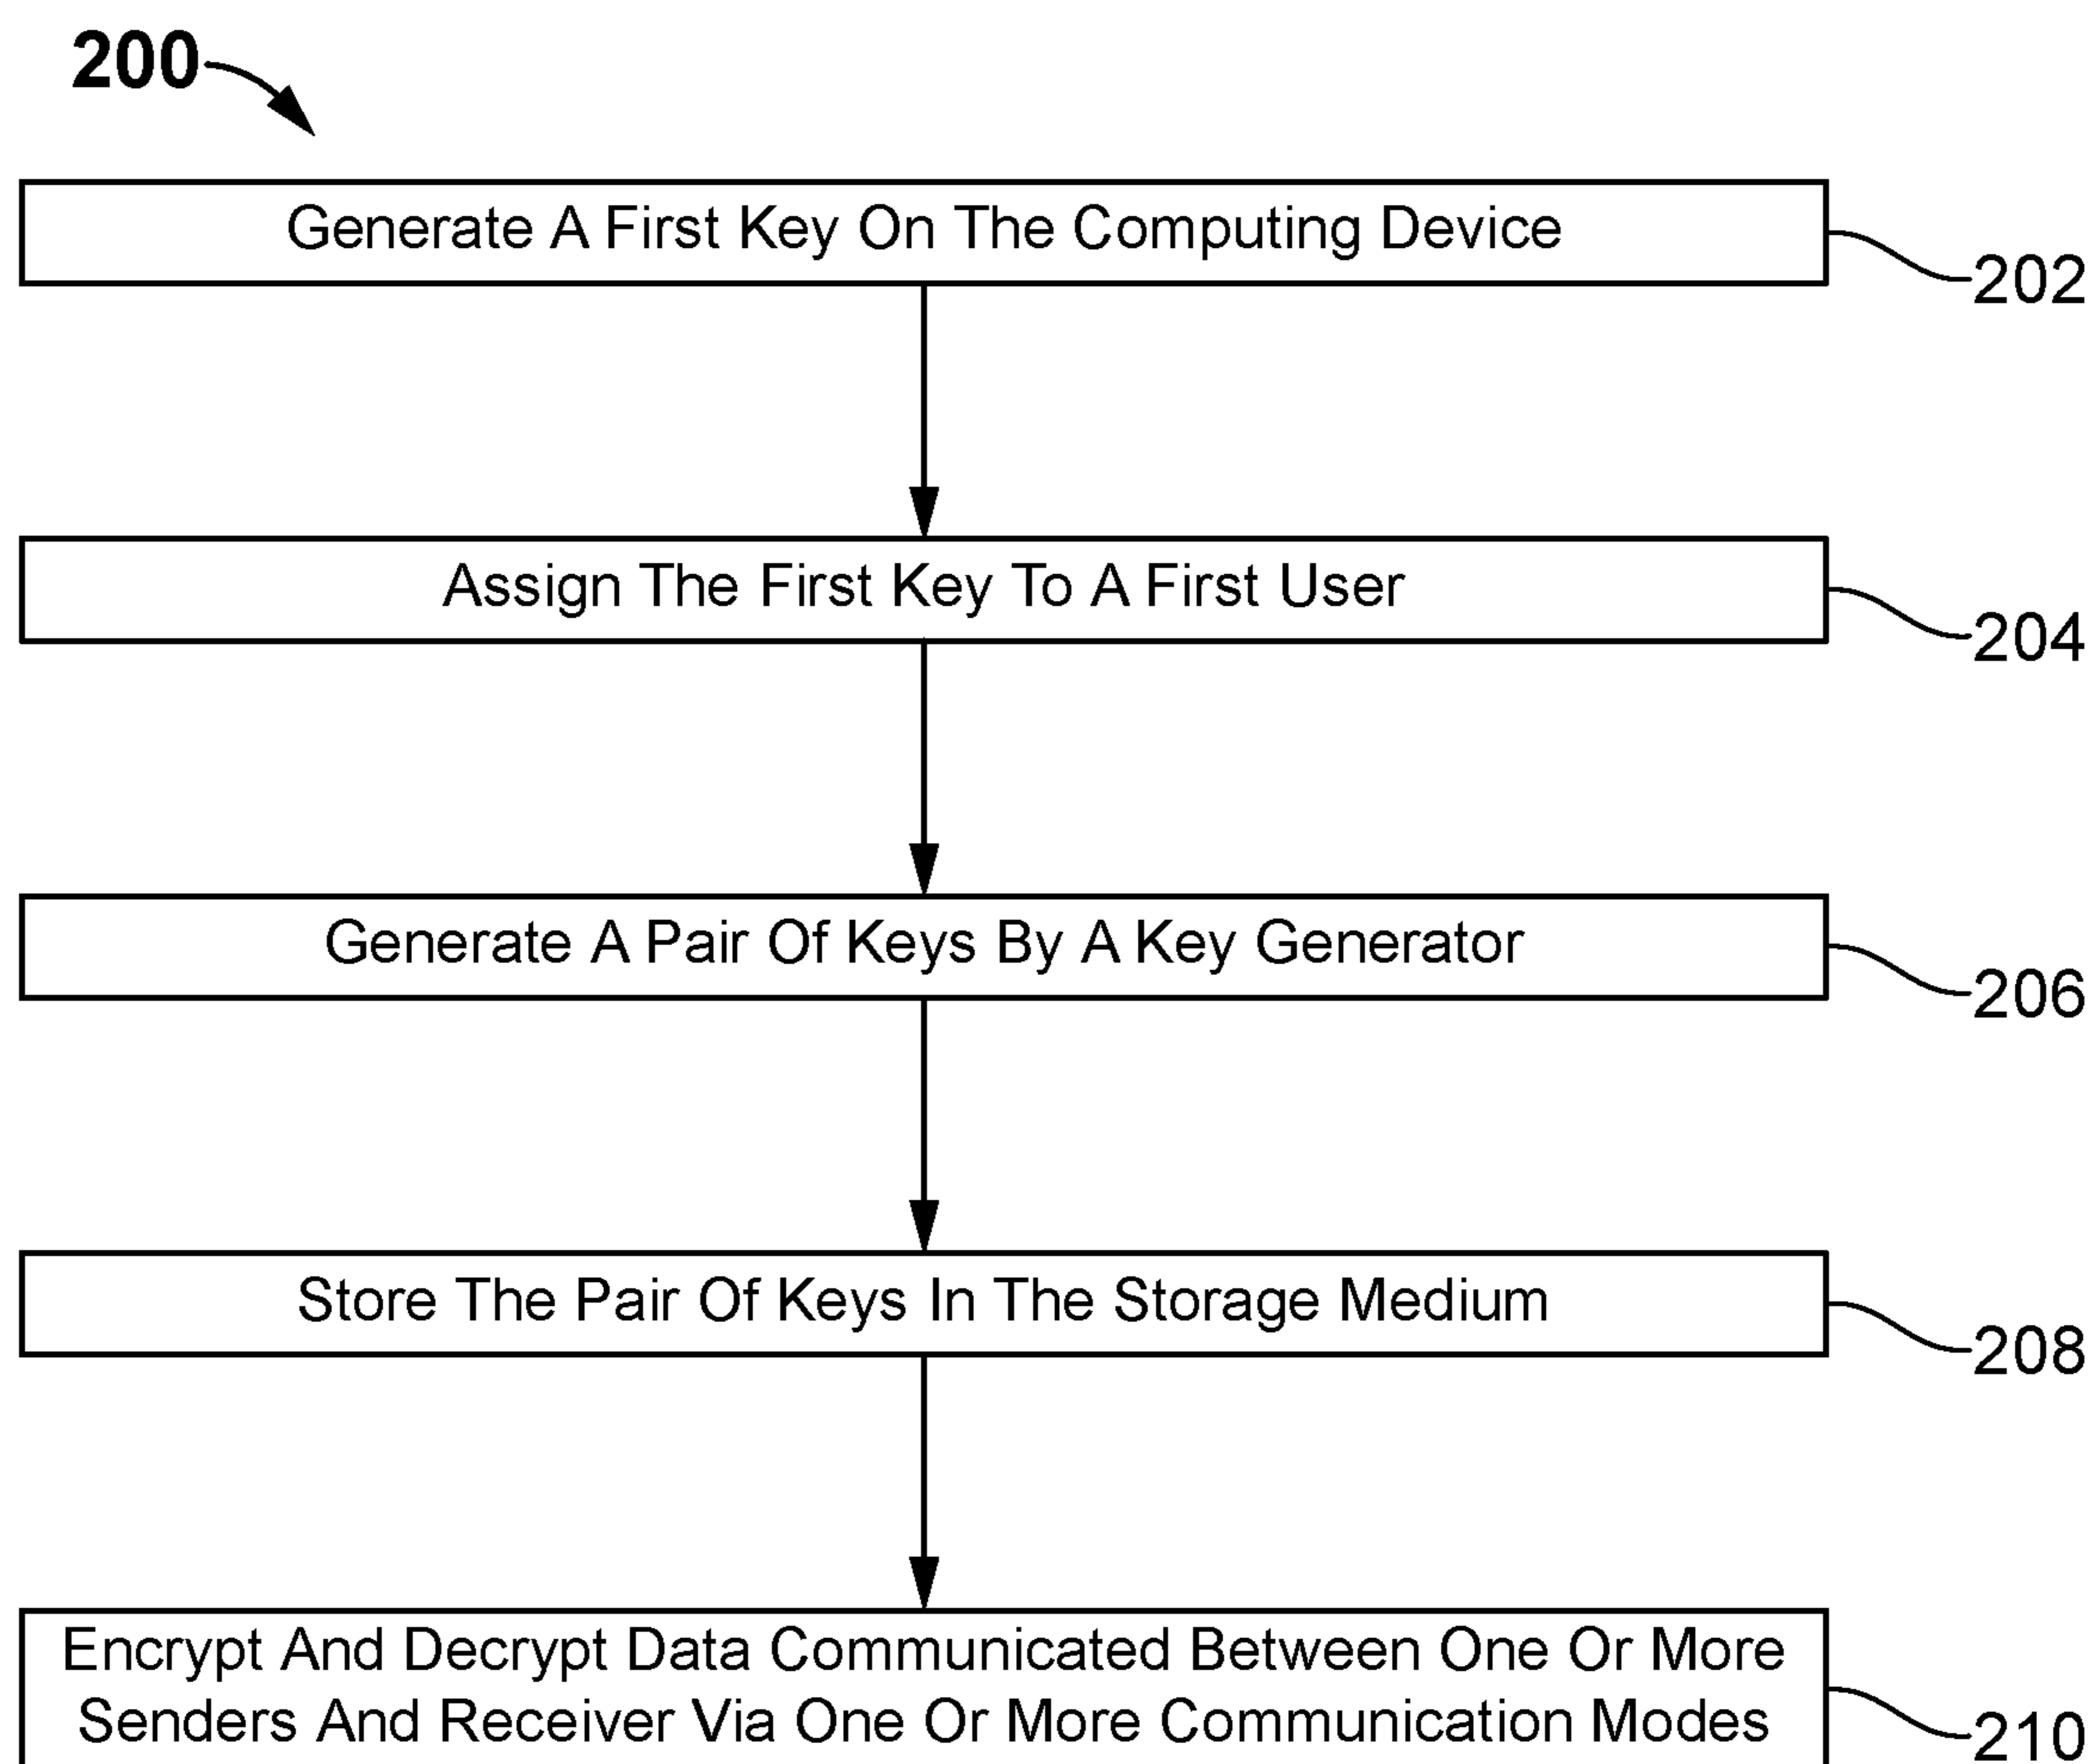 200
Generate A First Key On The Computing Device
202
Assign The First Key To A First User
204
Generate A Pair Of Keys By A Key Generator
206
Store The Pair Of Keys In The Storage Medium
208
Encrypt And Decrypt Data Communicated Between One Or More
Senders And Receiver Via One Or More Communication Modes
210